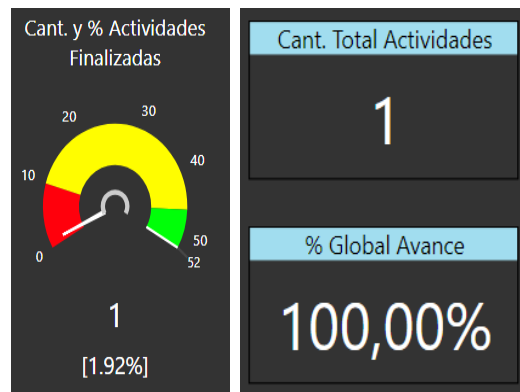 Cant. y % Actividades
Finalizadas
0
10
20
30
40
50
52
1
[1.92%]
Cant. Total Actividades
1
% Global Avance
100,00%